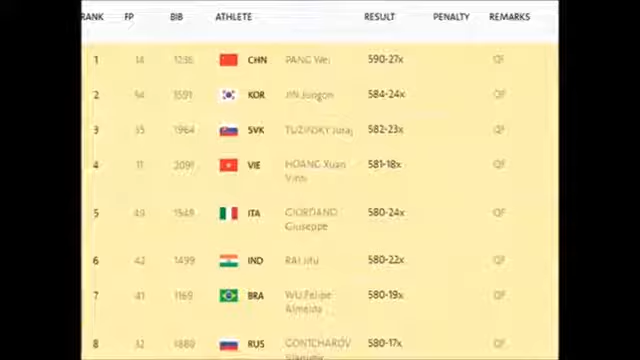 RANK FP BIB ATHLETE RESULT PENALTY REMARKS
1 14 1236 CHN PANG Wei 590-27x QF
2 54 1591 KOR JIN Jongoh 584-24x QF
3 35 1964 SVK TUZINSKY Juraj 582-23x QF
4 11 2091 VIE HOANG Xuan 581-18x QF
Vinh
5 49 1549 ITA GIORDANO 580-24x QF
Giuseppe
6 42 1499 IND RAI Jitu 580-22x QF
7 41 1169 BRA WU Felipe 580-19x QF
Almeida
8 32 RUS GONTCHAROV 580-17x QF